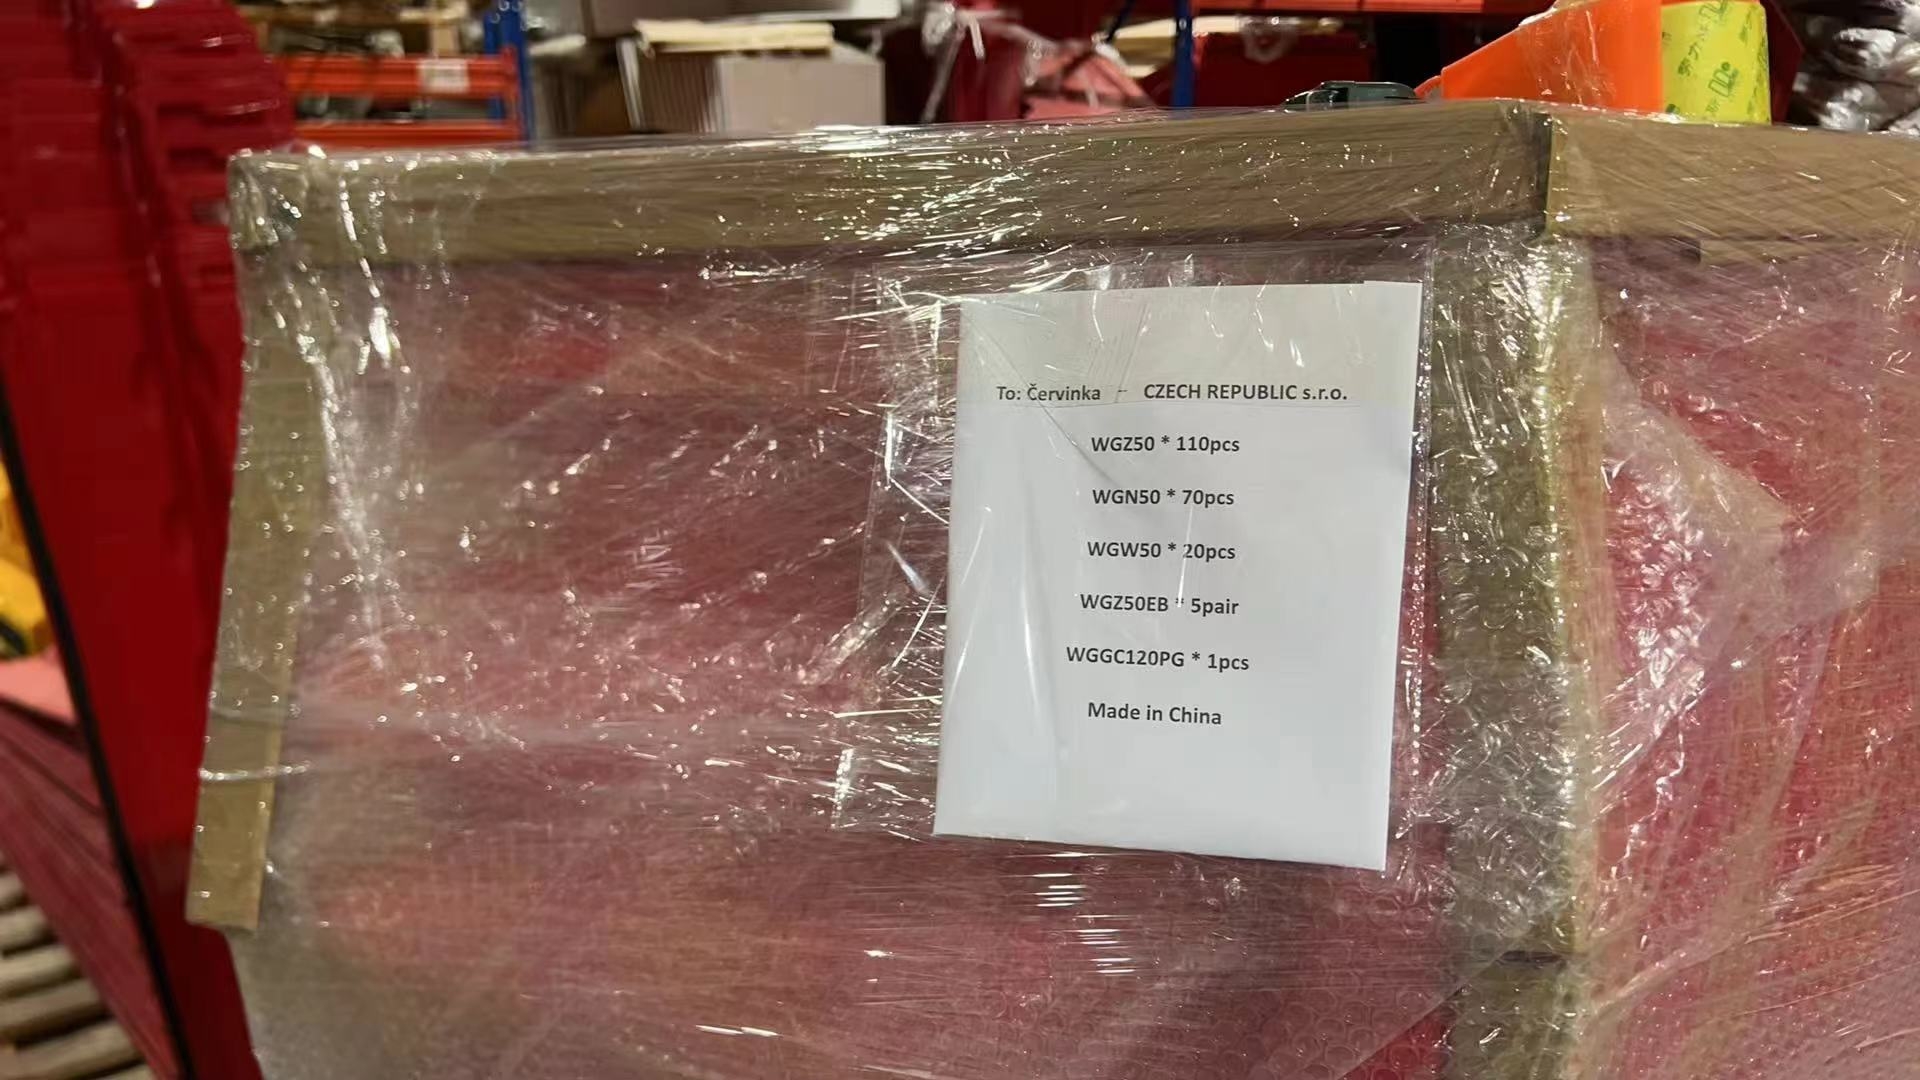 To: Červinka – CZECH REPUBLIC s.r.o.
WGZ50 * 110pcs
WGN50 * 70pcs
WGW50 * 20pcs
WGZ50EB * 5pair
WGGC120PG * 1pcs
Made in China